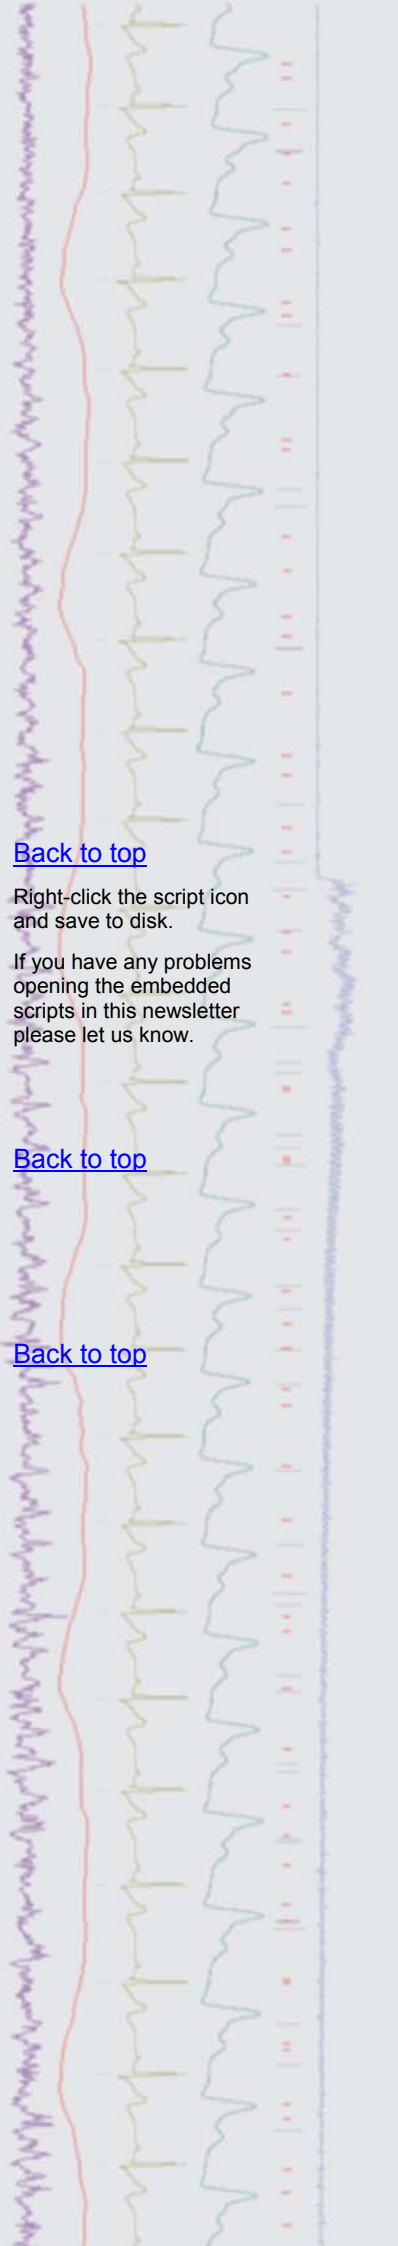 Back to top
Right-click the script icon
and save to disk.
If you have any problems
opening the embedded
scripts in this newsletter
please let us know.
Back to top
Back to top